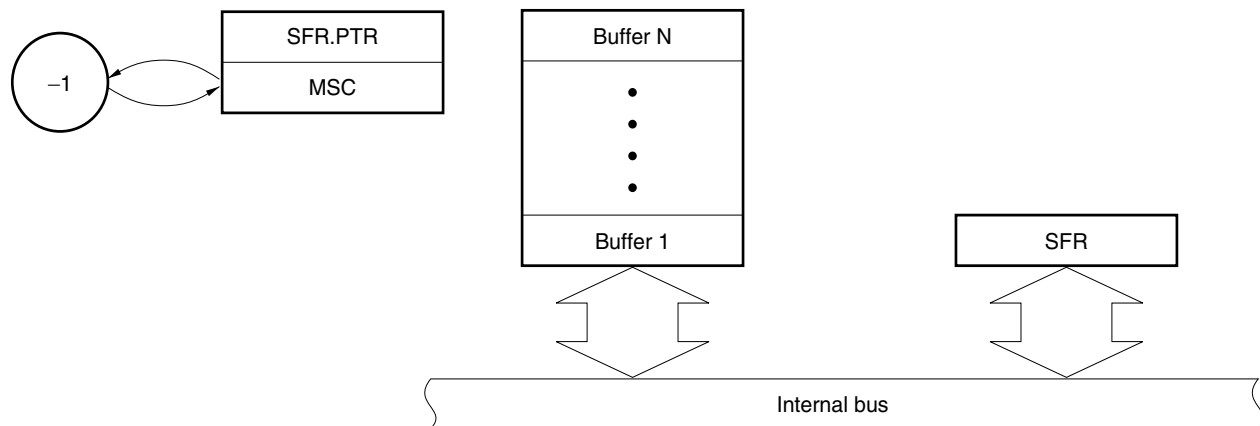 SFR.PTR
MSC
–1
Buffer N
Buffer 1
SFR
Internal bus